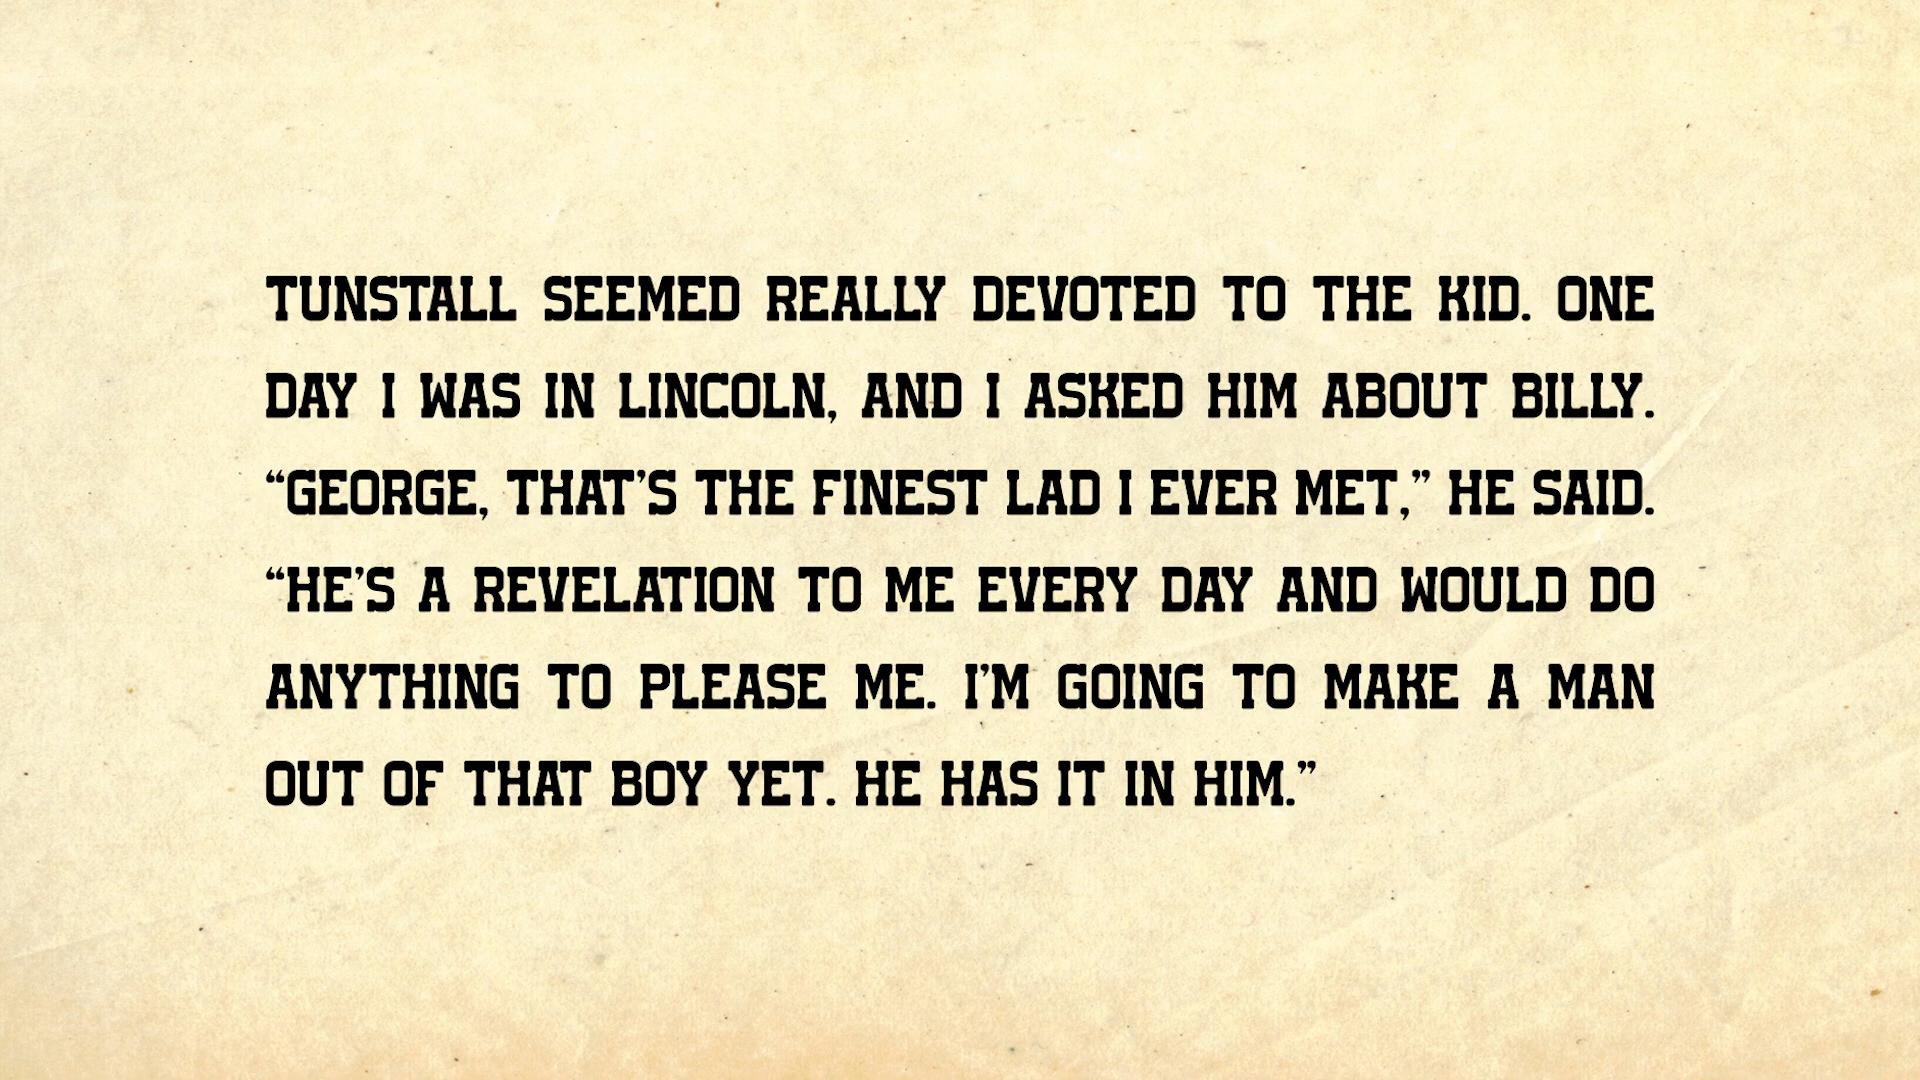 TUNSTALL SEEMED REALLY DEVOTED TO THE KID. ONE
DAY I WAS IN LINCOLN, AND I ASKED HIM ABOUT BILLY.
“GEORGE, THAT’S THE FINEST LAD I EVER MET,” HE SAID.
“HE’S A REVELATION TO ME EVERY DAY AND WOULD DO
ANYTHING TO PLEASE ME. I’M GOING TO MAKE A MAN
OUT OF THAT BOY YET. HE HAS IT IN HIM.”